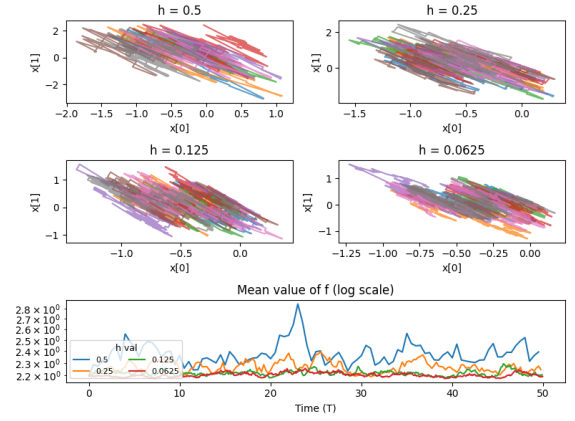 h = 0.5
h = 0.25
x[1]
2
0
−2
−2.0
−1.5
−1.0
−0.5
0.0
0.5
1.0
x[0]
x[1]
2
0
−1.5
−1.0
−0.5
0.0
x[0]
h = 0.125
h = 0.0625
x[1]
1
0
−1
−1.0
−0.5
0.0
x[0]
x[1]
1
0
−1
−1.25
−1.00
−0.75
−0.50
−0.25
0.00
x[0]
Mean value of f (log scale)
2.8 × 10⁰
2.7 × 10⁰
2.6 × 10⁰
2.5 × 10⁰
2.4 × 10⁰
2.3 × 10⁰
2.2 × 10⁰
h val
0.5
0.25
0.125
0.0625
0
10
20
30
40
50
Time (T)